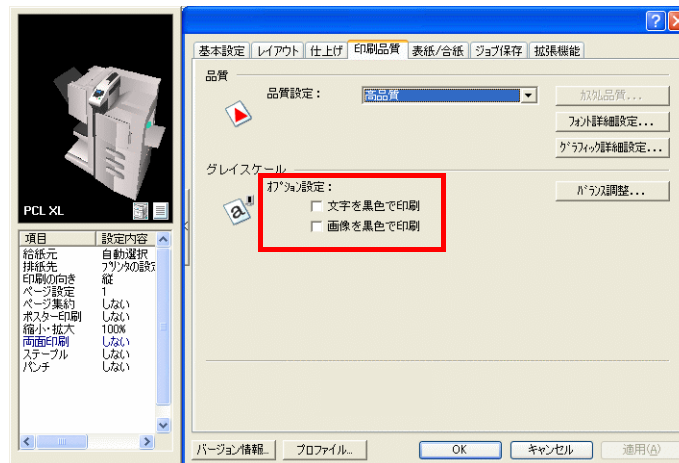 基本設定 レイアウト 仕上げ 印刷品質 表紙/合紙 ジョブ保存 拡張機能
品質
品質設定： 高品質
ｶｽﾀﾑ品質...
ﾌｫﾝﾄ詳細設定...
ｸﾞﾗﾌｨｯｸ詳細設定...
グレイスケール
ｵﾌﾟｼｮﾝ設定：
ﾊﾞﾗﾝｽ調整...
文字を黒色で印刷
画像を黒色で印刷
PCL XL
項目 設定内容
給紙元 自動選択
排紙先 ﾌﾟﾘﾝﾀの設定
印刷の向き 縦
ページ設定 1
ページ集約 しない
ポスター印刷 しない
縮小・拡大 100%
両面印刷 しない
ステープル しない
パンチ しない
バージョン情報... プロファイル... OK キャンセル 適用(A)